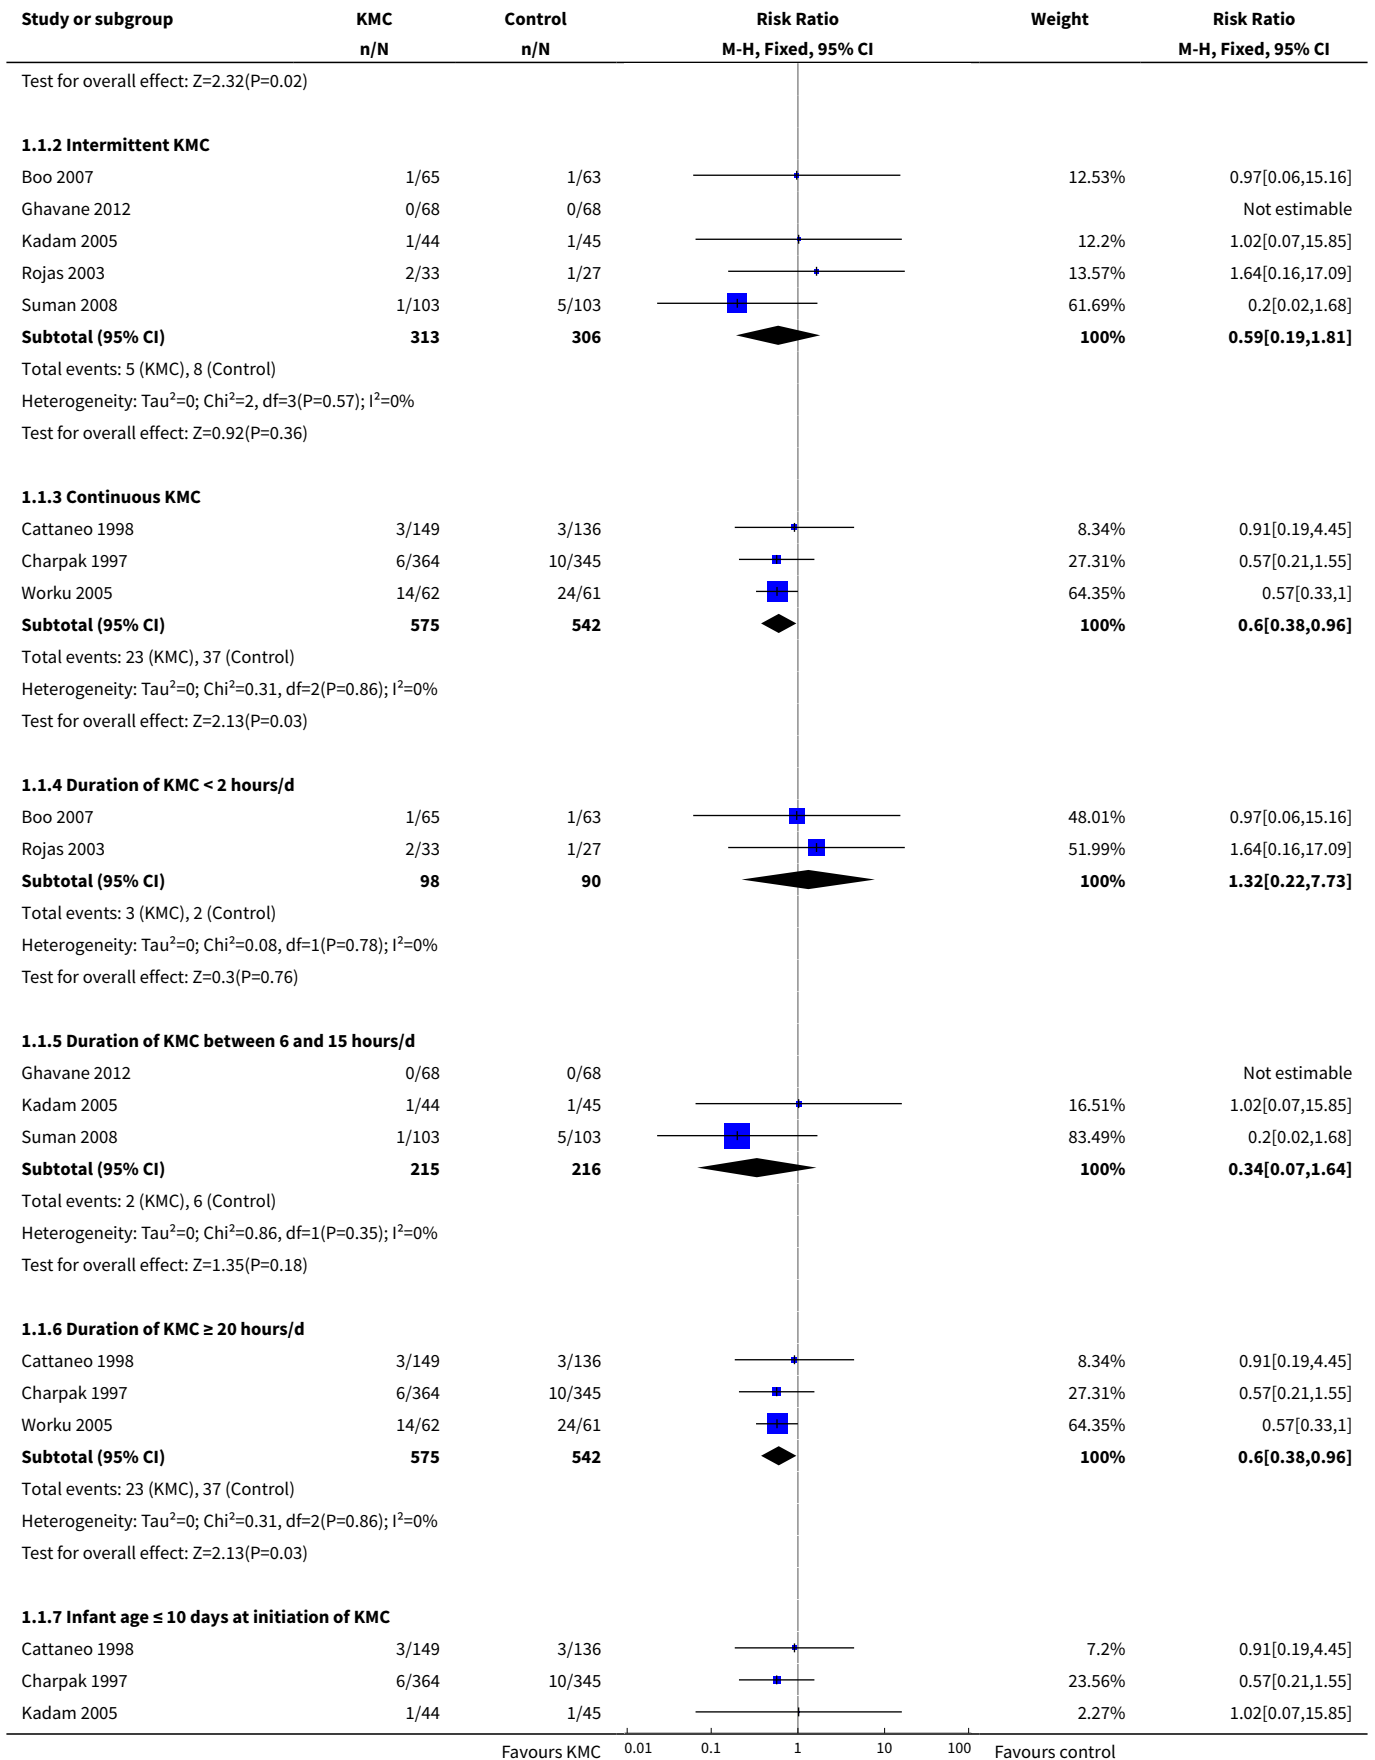 Study or subgroup KMC Control Risk Ratio Weight Risk Ratio
n/N n/N M-H, Fixed, 95% CI M-H, Fixed, 95% CI
Test for overall effect: Z=2.32(P=0.02)
1.1.2 Intermittent KMC
Boo 2007 1/65 1/63 12.53% 0.97[0.06,15.16]
Ghavane 2012 0/68 0/68 Not estimable
Kadam 2005 1/44 1/45 12.2% 1.02[0.07,15.85]
Rojas 2003 2/33 1/27 13.57% 1.64[0.16,17.09]
Suman 2008 1/103 5/103 61.69% 0.2[0.02,1.68]
Subtotal (95% CI) 313 306 100% 0.59[0.19,1.81]
Total events: 5 (KMC), 8 (Control)
Heterogeneity: Tau²=0; Chi²=2, df=3(P=0.57); I²=0%
Test for overall effect: Z=0.92(P=0.36)
1.1.3 Continuous KMC
Cattaneo 1998 3/149 3/136 8.34% 0.91[0.19,4.45]
Charpak 1997 6/364 10/345 27.31% 0.57[0.21,1.55]
Worku 2005 14/62 24/61 64.35% 0.57[0.33,1]
Subtotal (95% CI) 575 542 100% 0.6[0.38,0.96]
Total events: 23 (KMC), 37 (Control)
Heterogeneity: Tau²=0; Chi²=0.31, df=2(P=0.86); I²=0%
Test for overall effect: Z=2.13(P=0.03)
1.1.4 Duration of KMC < 2 hours/d
Boo 2007 1/65 1/63 48.01% 0.97[0.06,15.16]
Rojas 2003 2/33 1/27 51.99% 1.64[0.16,17.09]
Subtotal (95% CI) 98 90 100% 1.32[0.22,7.73]
Total events: 3 (KMC), 2 (Control)
Heterogeneity: Tau²=0; Chi²=0.08, df=1(P=0.78); I²=0%
Test for overall effect: Z=0.3(P=0.76)
1.1.5 Duration of KMC between 6 and 15 hours/d
Ghavane 2012 0/68 0/68 Not estimable
Kadam 2005 1/44 1/45 16.51% 1.02[0.07,15.85]
Suman 2008 1/103 5/103 83.49% 0.2[0.02,1.68]
Subtotal (95% CI) 215 216 100% 0.34[0.07,1.64]
Total events: 2 (KMC), 6 (Control)
Heterogeneity: Tau²=0; Chi²=0.86, df=1(P=0.35); I²=0%
Test for overall effect: Z=1.35(P=0.18)
1.1.6 Duration of KMC ≥ 20 hours/d
Cattaneo 1998 3/149 3/136 8.34% 0.91[0.19,4.45]
Charpak 1997 6/364 10/345 27.31% 0.57[0.21,1.55]
Worku 2005 14/62 24/61 64.35% 0.57[0.33,1]
Subtotal (95% CI) 575 542 100% 0.6[0.38,0.96]
Total events: 23 (KMC), 37 (Control)
Heterogeneity: Tau²=0; Chi²=0.31, df=2(P=0.86); I²=0%
Test for overall effect: Z=2.13(P=0.03)
1.1.7 Infant age ≤ 10 days at initiation of KMC
Cattaneo 1998 3/149 3/136 7.2% 0.91[0.19,4.45]
Charpak 1997 6/364 10/345 23.56% 0.57[0.21,1.55]
Kadam 2005 1/44 1/45 2.27% 1.02[0.07,15.85]
Favours KMC 0.01 0.1 1 10 100 Favours control